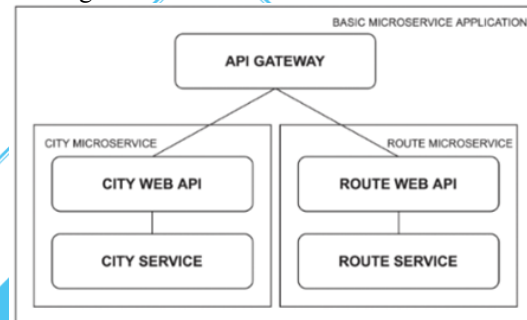 BASIC MICROSERVICE APPLICATION
API GATEWAY
CITY MICROSERVICE
ROUTE MICROSERVICE
CITY WEB API
ROUTE WEB API
CITY SERVICE
ROUTE SERVICE